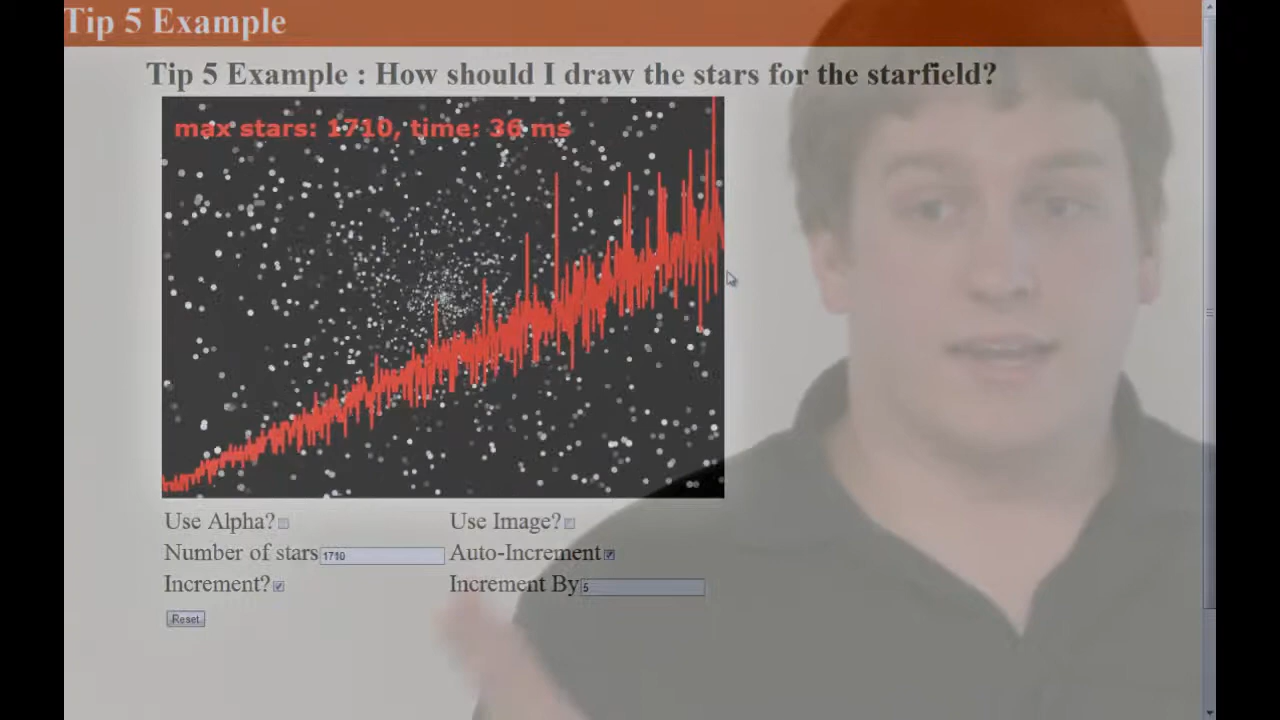 Tip 5 Example
Tip 5 Example : How should I draw the stars for the starfield?
max stars: 1710, time: 36 ms
Use Alpha? Use Image?
Number of stars 1710 Auto-Increment
Increment? Increment By 5
Reset